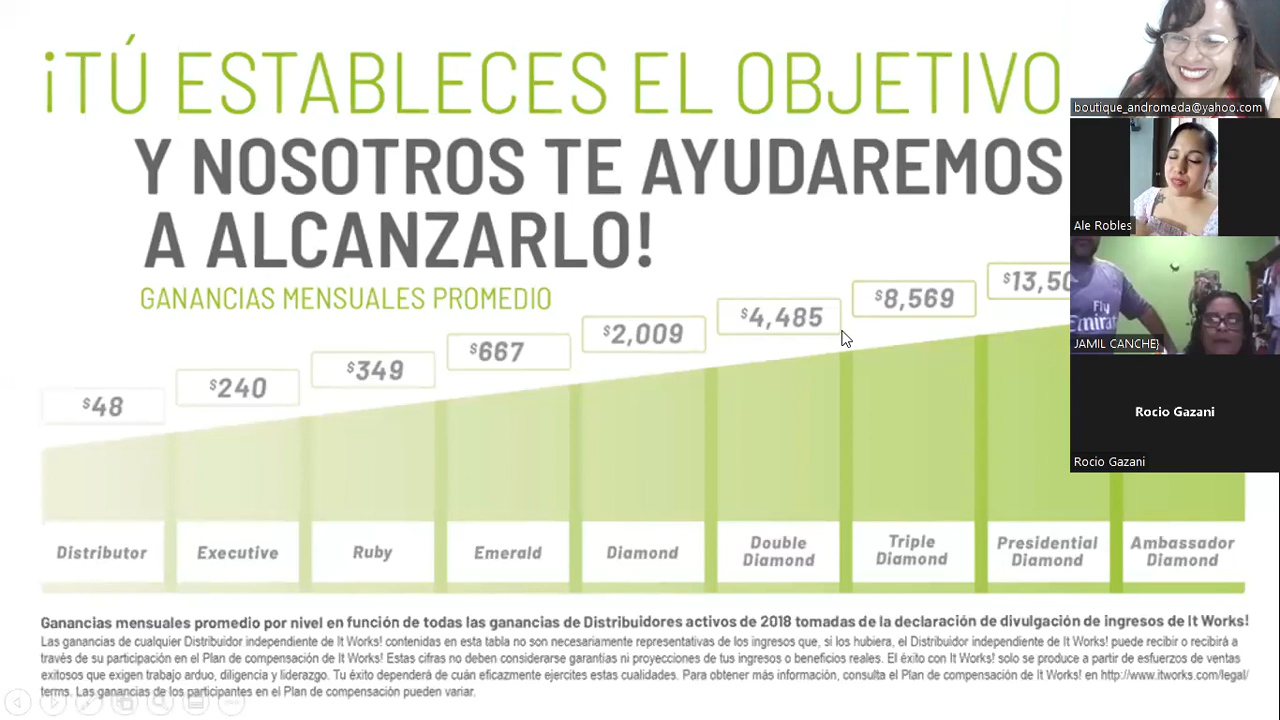 ¡TÚ ESTABLECES EL OBJETIVO
Y NOSOTROS TE AYUDAREMOS
A ALCANZARLO!
GANANCIAS MENSUALES PROMEDIO
$48
$240
$349
$667
$2,009
$4,485
$8,569
$13,50
Distributor
Executive
Ruby
Emerald
Diamond
Double
Diamond
Triple
Diamond
Presidential
Diamond
Ambassador
Diamond
Ganancias mensuales promedio por nivel en función de todas las ganancias de Distribuidores activos de 2018 tomadas de la declaración de divulgación de ingresos de It Works!
Las ganancias de cualquier Distribuidor independiente de It Works! contenidas en esta tabla no son necesariamente representativas de los ingresos que, si los hubiera, el Distribuidor independiente de It Works! puede recibir o recibirá a
través de su participación en el Plan de compensación de It Works! Estas cifras no deben considerarse garantías ni proyecciones de tus ingresos o beneficios reales. El éxito con It Works! solo se produce a partir de esfuerzos de ventas
exitosos que exigen trabajo arduo, diligencia y liderazgo. Tu éxito dependerá de cuán eficazmente ejercites estas cualidades. Para obtener más información, consulta el Plan de compensación de It Works! en http://www.itworks.com/legal/
terms. Las ganancias de los participantes en el Plan de compensación pueden variar.
boutique_andromeda@yahoo.com
Ale Robles
Fly
Emirat
JAMIL CANCHEJ
Rocio Gazani
Rocio Gazani